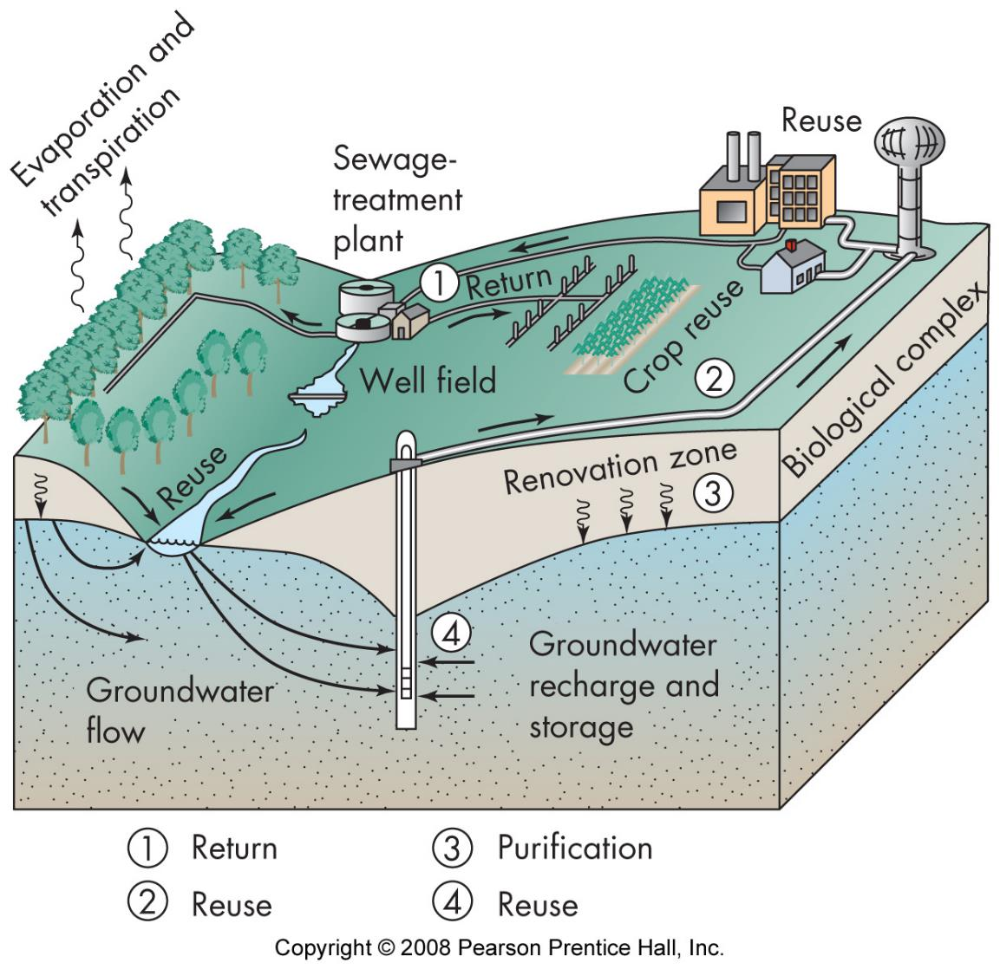 Evaporation and
transpiration
Sewage-
treatment
plant
Reuse
1 Return
Crop reuse
2
Well field
Biological complex
Reuse
Renovation zone
3
4
Groundwater
recharge and
storage
Groundwater
flow
1 Return
2 Reuse
3 Purification
4 Reuse
Copyright © 2008 Pearson Prentice Hall, Inc.